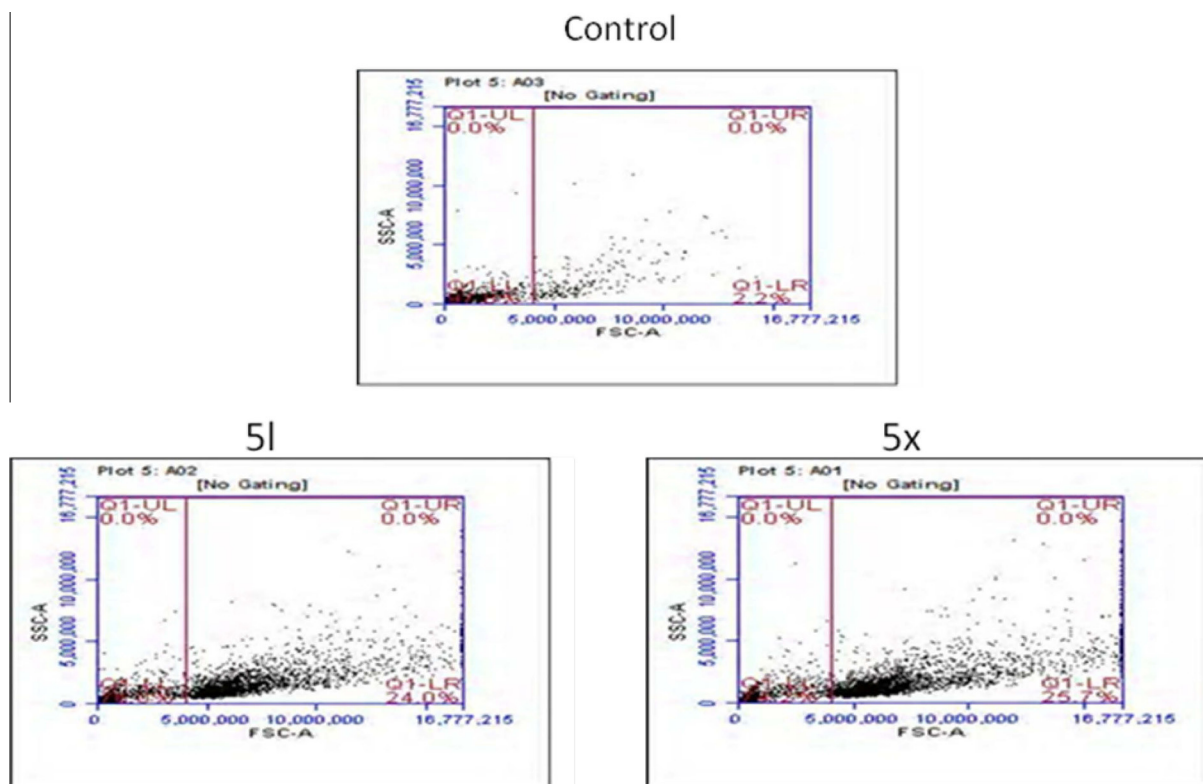 Control
Plot 5: A03
[No Gating]
Q1-UL
0.0%
Q1-UR
0.0%
16,777,215
10,000,000
5,000,000
0
SSC-A
Q1-LR
2.2%
0
5,000,000
10,000,000
16,777,215
FSC-A
5l
Plot 5: A02
[No Gating]
Q1-UL
0.0%
Q1-UR
0.0%
16,777,215
10,000,000
5,000,000
0
SSC-A
Q1-LR
24.0%
0
5,000,000
10,000,000
16,777,215
FSC-A
5x
Plot 5: A01
[No Gating]
Q1-UL
0.0%
Q1-UR
0.0%
16,777,215
10,000,000
5,000,000
0
SSC-A
Q1-LR
25.7%
0
5,000,000
10,000,000
16,777,215
FSC-A